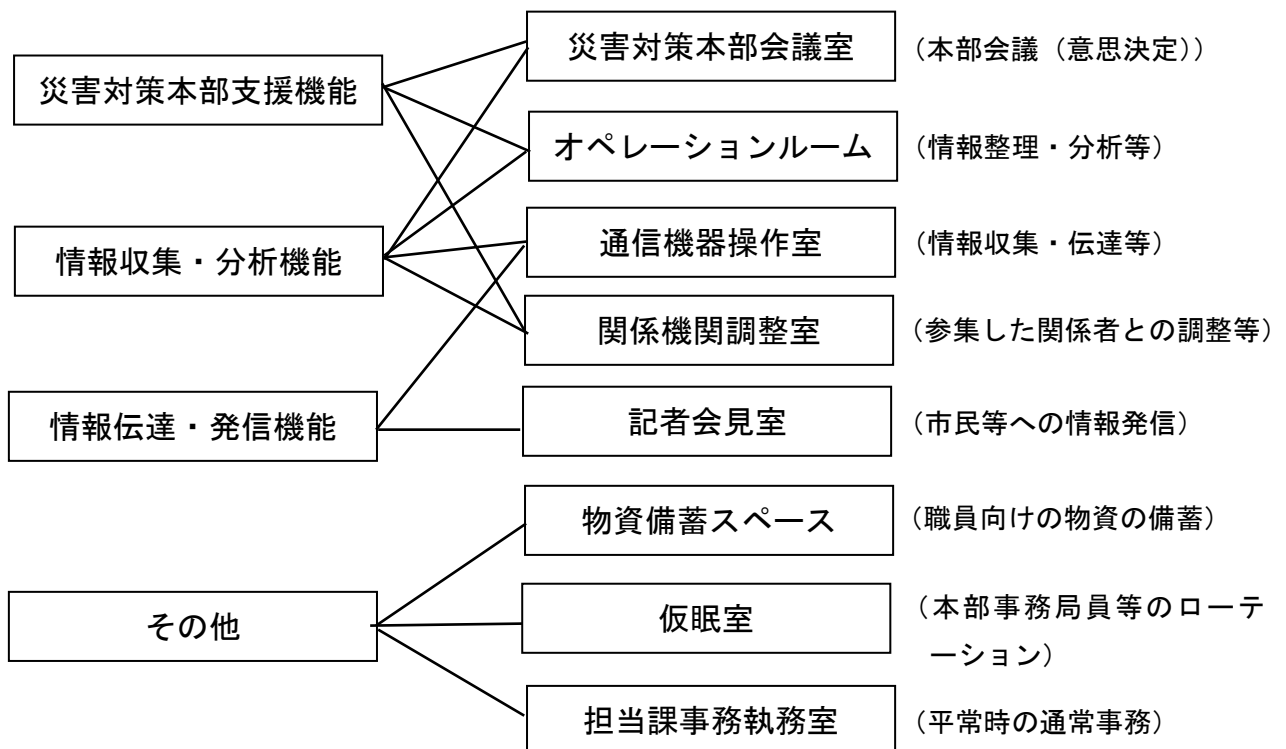 災害対策本部会議室 （本部会議（意思決定））
災害対策本部支援機能
オペレーションルーム （情報整理・分析等）
通信機器操作室 （情報収集・伝達等）
情報収集・分析機能
関係機関調整室 （参集した関係者との調整等）
情報伝達・発信機能
記者会見室 （市民等への情報発信）
物資備蓄スペース （職員向けの物資の備蓄）
その他
仮眠室 （本部事務局員等のローテ
ーション）
担当課事務執務室 （平常時の通常事務）